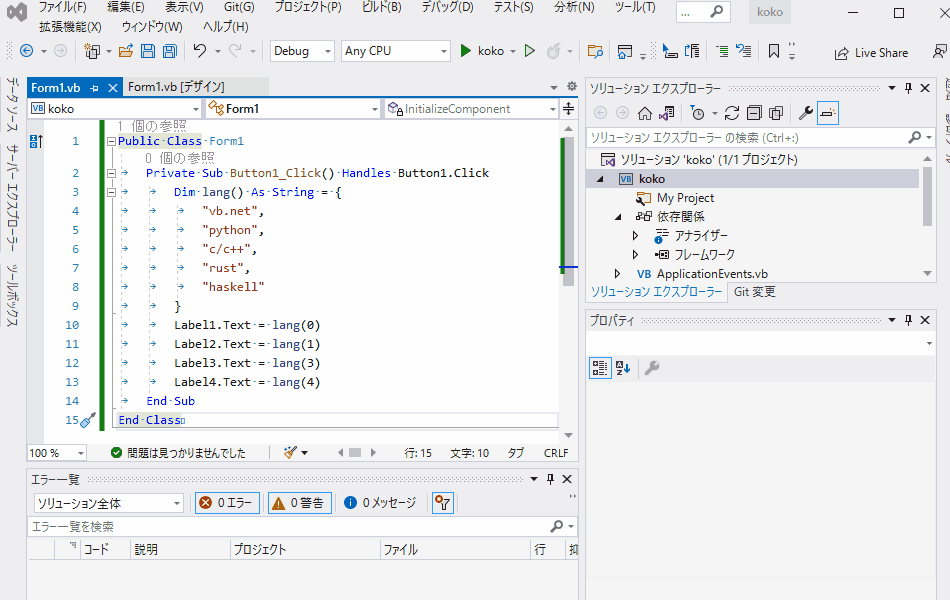 ファイル(F) 編集(E) 表示(V) Git(G) プロジェクト(P) ビルド(B) デバッグ(D) テスト(S) 分析(N) ツール(T) ... koko
拡張機能(X) ウィンドウ(W) ヘルプ(H)
Debug Any CPU koko Live Share
データ ソース サーバー エクスプローラー ツールボックス
Form1.vb Form1.vb [デザイン]
koko Form1 InitializeComponent
1 個の参照
1 Public Class Form1
0 個の参照
2 Private Sub Button1_Click() Handles Button1.Click
3 Dim lang() As String = {
4 "vb.net",
5 "python",
6 "c/c++",
7 "rust",
8 "haskell"
9 }
10 Label1.Text = lang(0)
11 Label2.Text = lang(1)
12 Label3.Text = lang(3)
13 Label4.Text = lang(4)
14 End Sub
15 End Class
100 % 問題は見つかりませんでした 行: 15 文字: 10 タブ CRLF
エラー一覧
ソリューション全体 0 エラー 0 警告 0 メッセージ
エラー一覧を検索
コード 説明 プロジェクト ファイル 行 抑
ソリューション エクスプローラー
ソリューション エクスプローラー の検索 (Ctrl+;)
ソリューション 'koko' (1/1 プロジェクト)
VB koko
My Project
依存関係
アナライザー
フレームワーク
VB ApplicationEvents.vb
ソリューション エクスプローラー Git 変更
プロパティ